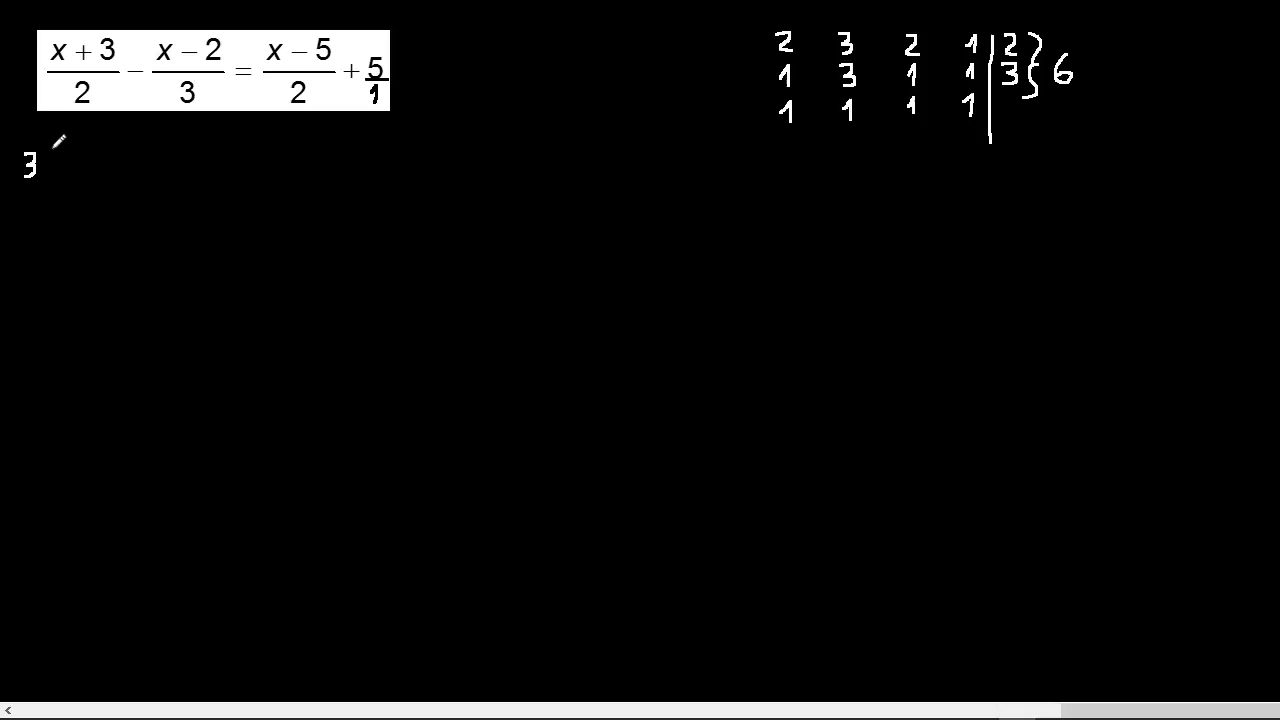 x + 3 / 2 − x − 2 / 3 = x − 5 / 2 + 5 / 1
2 3 2 1 | 2
1 3 1 1 | 3 } 6
1 1 1 1 |
3